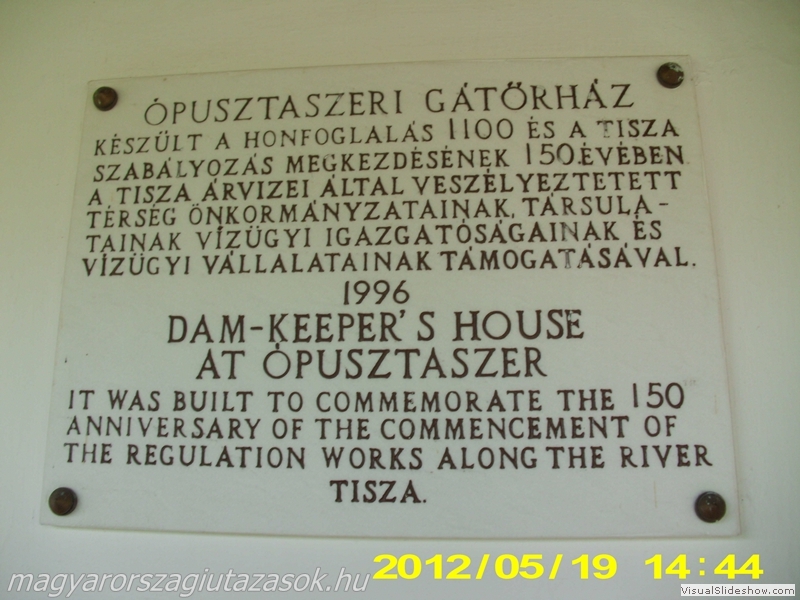 ÓPUSZTASZERI GÁTŐRHÁZ
KÉSZÜLT A HONFOGLALÁS 1100 ÉS A TISZA
SZABÁLYOZÁS MEGKEZDÉSÉNEK 150.ÉVÉBEN
A TISZA ÁRVIZEI ÁLTAL VESZÉLYEZTETETT
TÉRSÉG ÖNKORMÁNYZATAINAK, TÁRSULA-
TAINAK VÍZÜGYI IGAZGATÓSÁGAINAK ÉS
VÍZÜGYI VÁLLALATAINAK TÁMOGATÁSÁVAL.
1996
DAM-KEEPER'S HOUSE
AT ÓPUSZTASZER
IT WAS BUILT TO COMMEMORATE THE 150
ANNIVERSARY OF THE COMMENCEMENT OF
THE REGULATION WORKS ALONG THE RIVER
TISZA.
magyarorszagiutazasok.hu
2012/05/19 14:44
VisualSlideshow.com